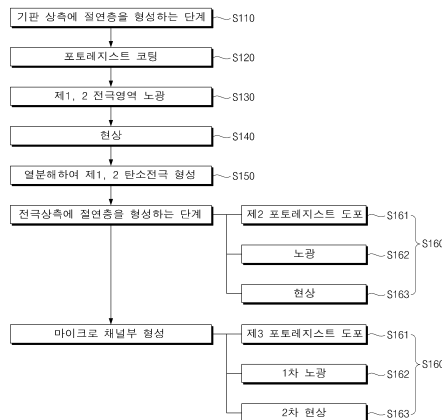 기판 상측에 절연층을 형성하는 단계 S110
포토레지스트 코팅 S120
제1, 2 전극영역 노광 S130
현상 S140
열분해하여 제1, 2 탄소전극 형성 S150
전극상측에 절연층을 형성하는 단계 제2 포토레지스트 도포 S161
S160
노광 S162
현상 S163
마이크로 채널부 형성 제3 포토레지스트 도포 S161
S160
1차 노광 S162
2차 현상 S163